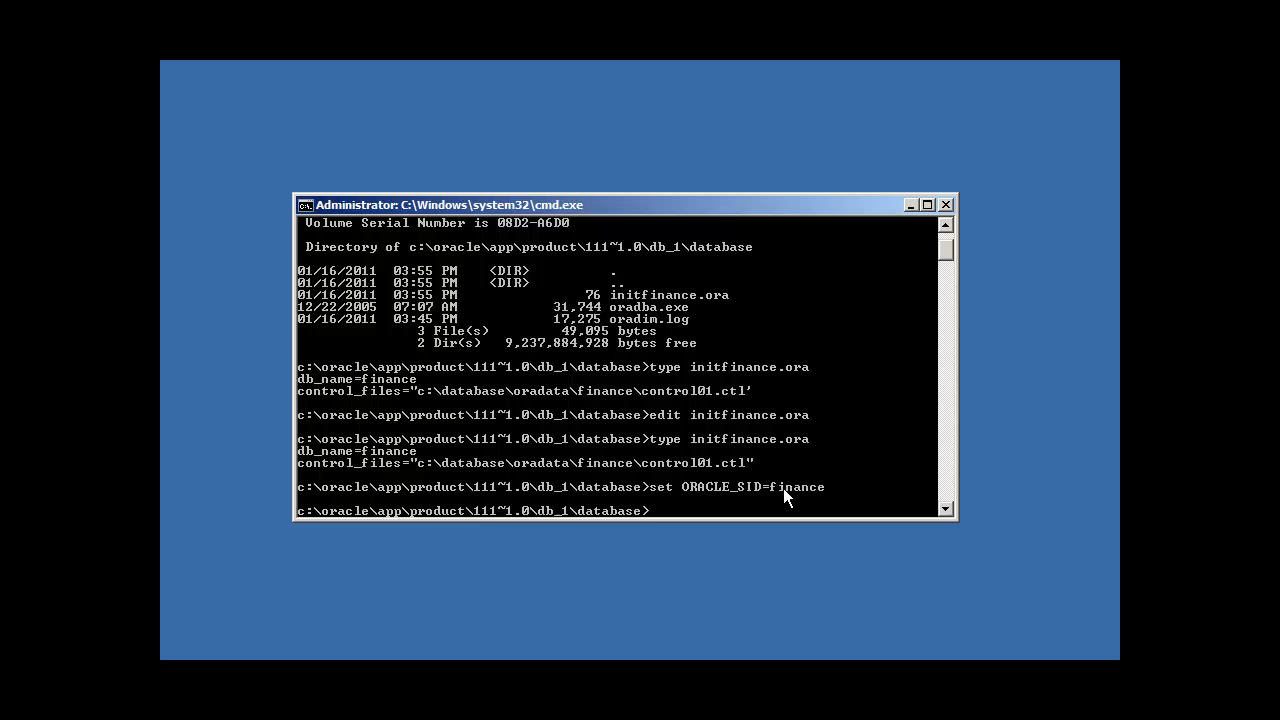 Administrator: C:\Windows\system32\cmd.exe
Volume Serial Number is 08D2-A6D0
Directory of c:\oracle\app\product\111~1.0\db_1\database
01/16/2011  03:55 PM    <DIR>          .
01/16/2011  03:55 PM    <DIR>          ..
01/16/2011  03:55 PM                76 initfinance.ora
12/22/2005  07:07 AM            31,744 oradba.exe
01/16/2011  03:45 PM            17,275 oradim.log
3 File(s)         49,095 bytes
2 Dir(s)   9,237,884,928 bytes free
c:\oracle\app\product\111~1.0\db_1\database>type initfinance.ora
db_name=finance
control_files="c:\database\oradata\finance\control01.ctl'
c:\oracle\app\product\111~1.0\db_1\database>edit initfinance.ora
c:\oracle\app\product\111~1.0\db_1\database>type initfinance.ora
db_name=finance
control_files="c:\database\oradata\finance\control01.ctl"
c:\oracle\app\product\111~1.0\db_1\database>set ORACLE_SID=finance
c:\oracle\app\product\111~1.0\db_1\database>